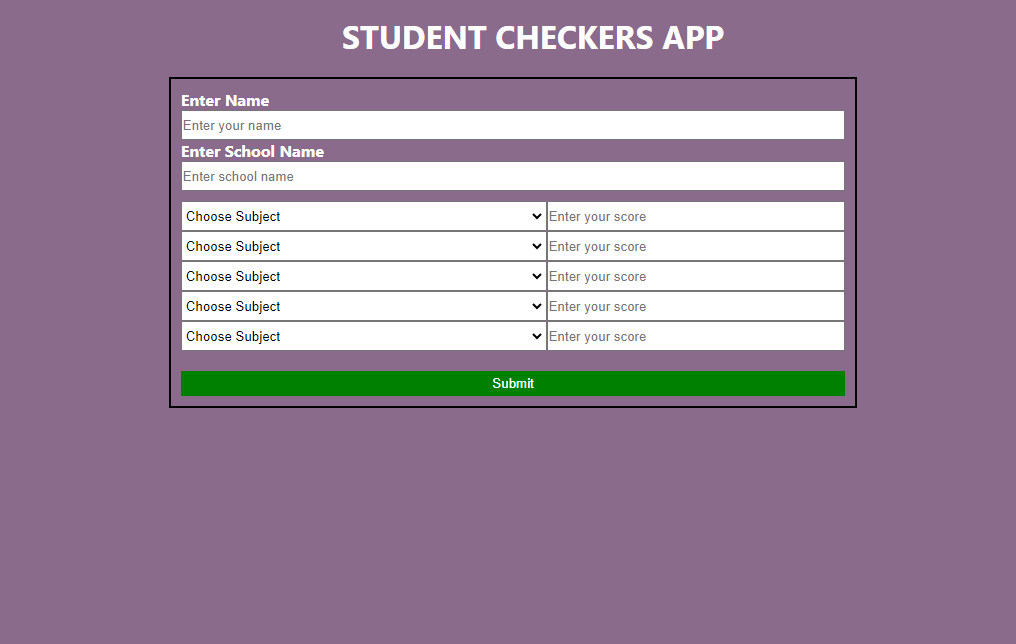 STUDENT CHECKERS APP
Enter Name
Enter your name
Enter School Name
Enter school name
Choose Subject Enter your score
Choose Subject Enter your score
Choose Subject Enter your score
Choose Subject Enter your score
Choose Subject Enter your score
Submit